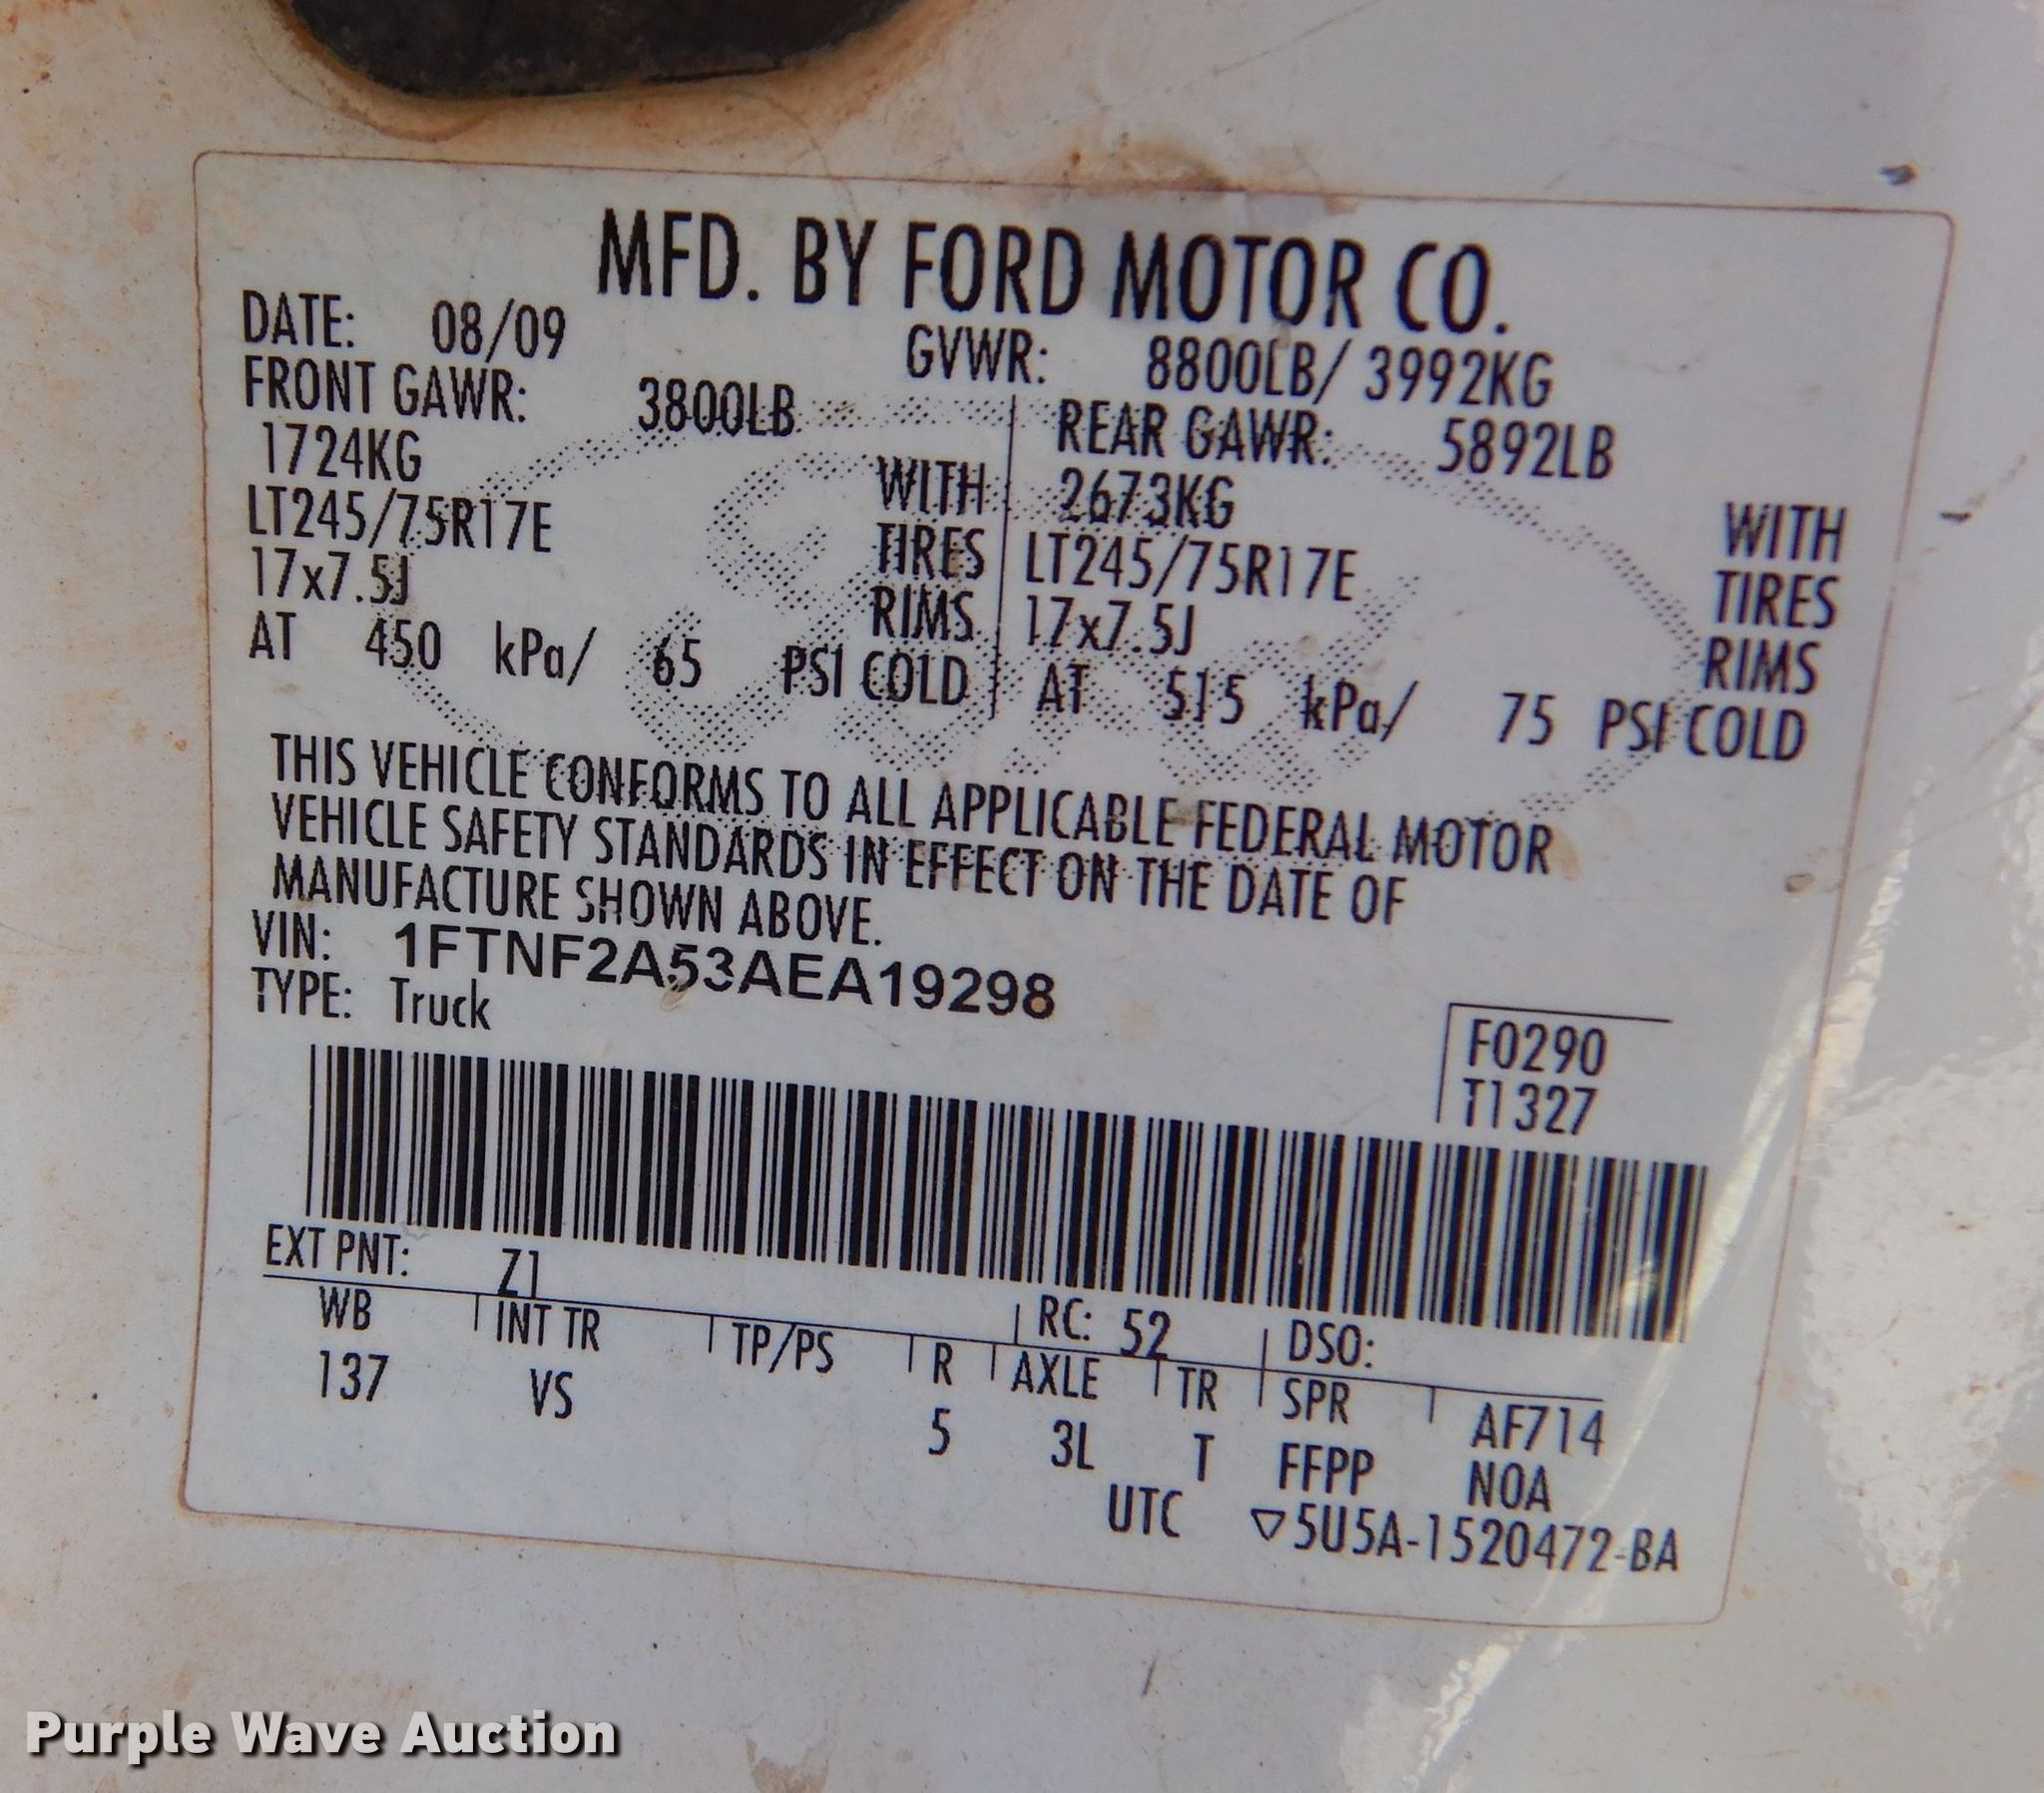 MFD. BY FORD MOTOR CO.
DATE: 08/09 GVWR: 8800LB/ 3992KG
FRONT GAWR: 3800LB REAR GAWR: 5892LB
1724KG WITH 2673KG WITH
LT245/75R17E TIRES LT245/75R17E TIRES
17x7.5J RIMS 17x7.5J RIMS
AT 450 kPa/ 65 PSI COLD AT 515 kPa/ 75 PSI COLD
THIS VEHICLE CONFORMS TO ALL APPLICABLE FEDERAL MOTOR
VEHICLE SAFETY STANDARDS IN EFFECT ON THE DATE OF
MANUFACTURE SHOWN ABOVE.
VIN: 1FTNF2A53AEA19298
TYPE: Truck
F0290
T1327
EXT PNT: Z1 RC: 52 DSO:
WB INT TR TP/PS R AXLE TR SPR AF714
137 VS 5 3L T FFPP NOA
UTC ▽5U5A-1520472-BA
Purple Wave Auction